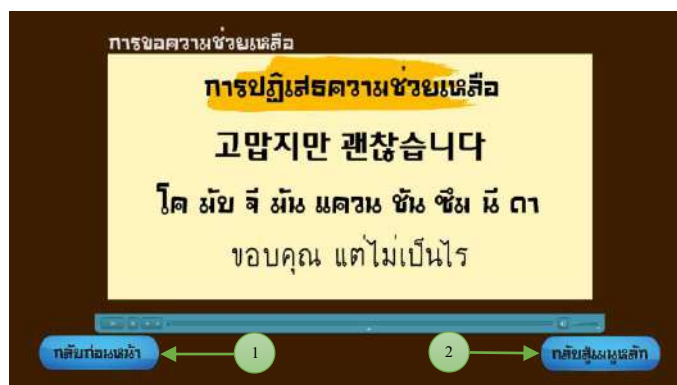 การขอความช่วยเหลือ
การปฏิเสธความช่วยเหลือ
고맙지만 괜찮습니다
โค มับ จี มัน แควน ชัน ซึม นี ดา
ขอบคุณ แต่ไม่เป็นไร
กลับก่อนหน้า 1 2 กลับสู่เมนูหลัก